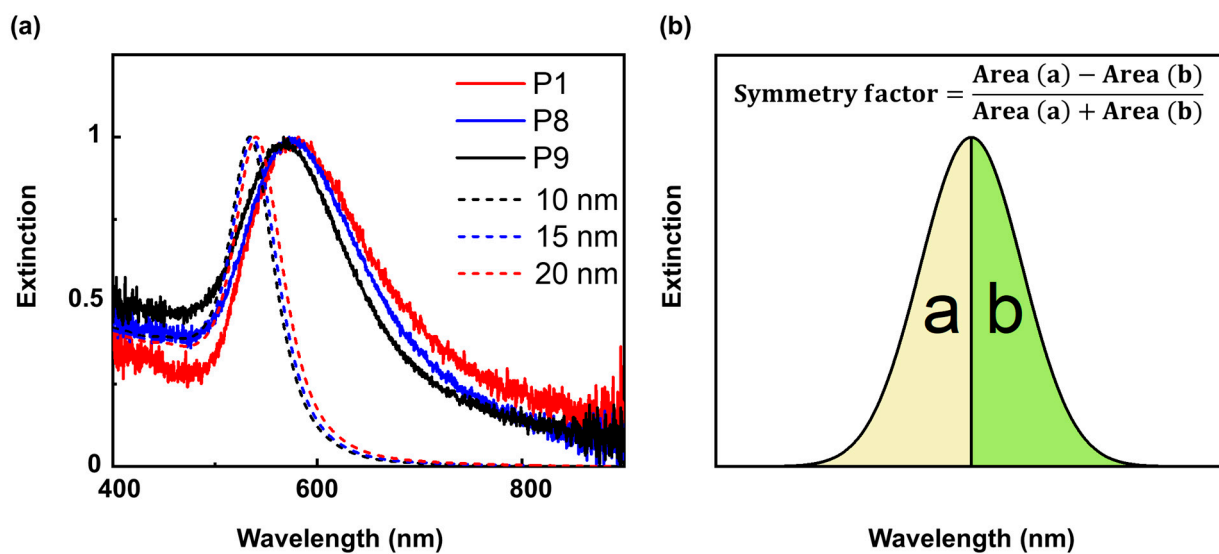 (a)
P1
P8
P9
10 nm
15 nm
20 nm
1
0.5
0
Extinction
400
600
800
Wavelength (nm)
(b)
Symmetry factor = Area (a) − Area (b) / Area (a) + Area (b)
a
b
Extinction
Wavelength (nm)